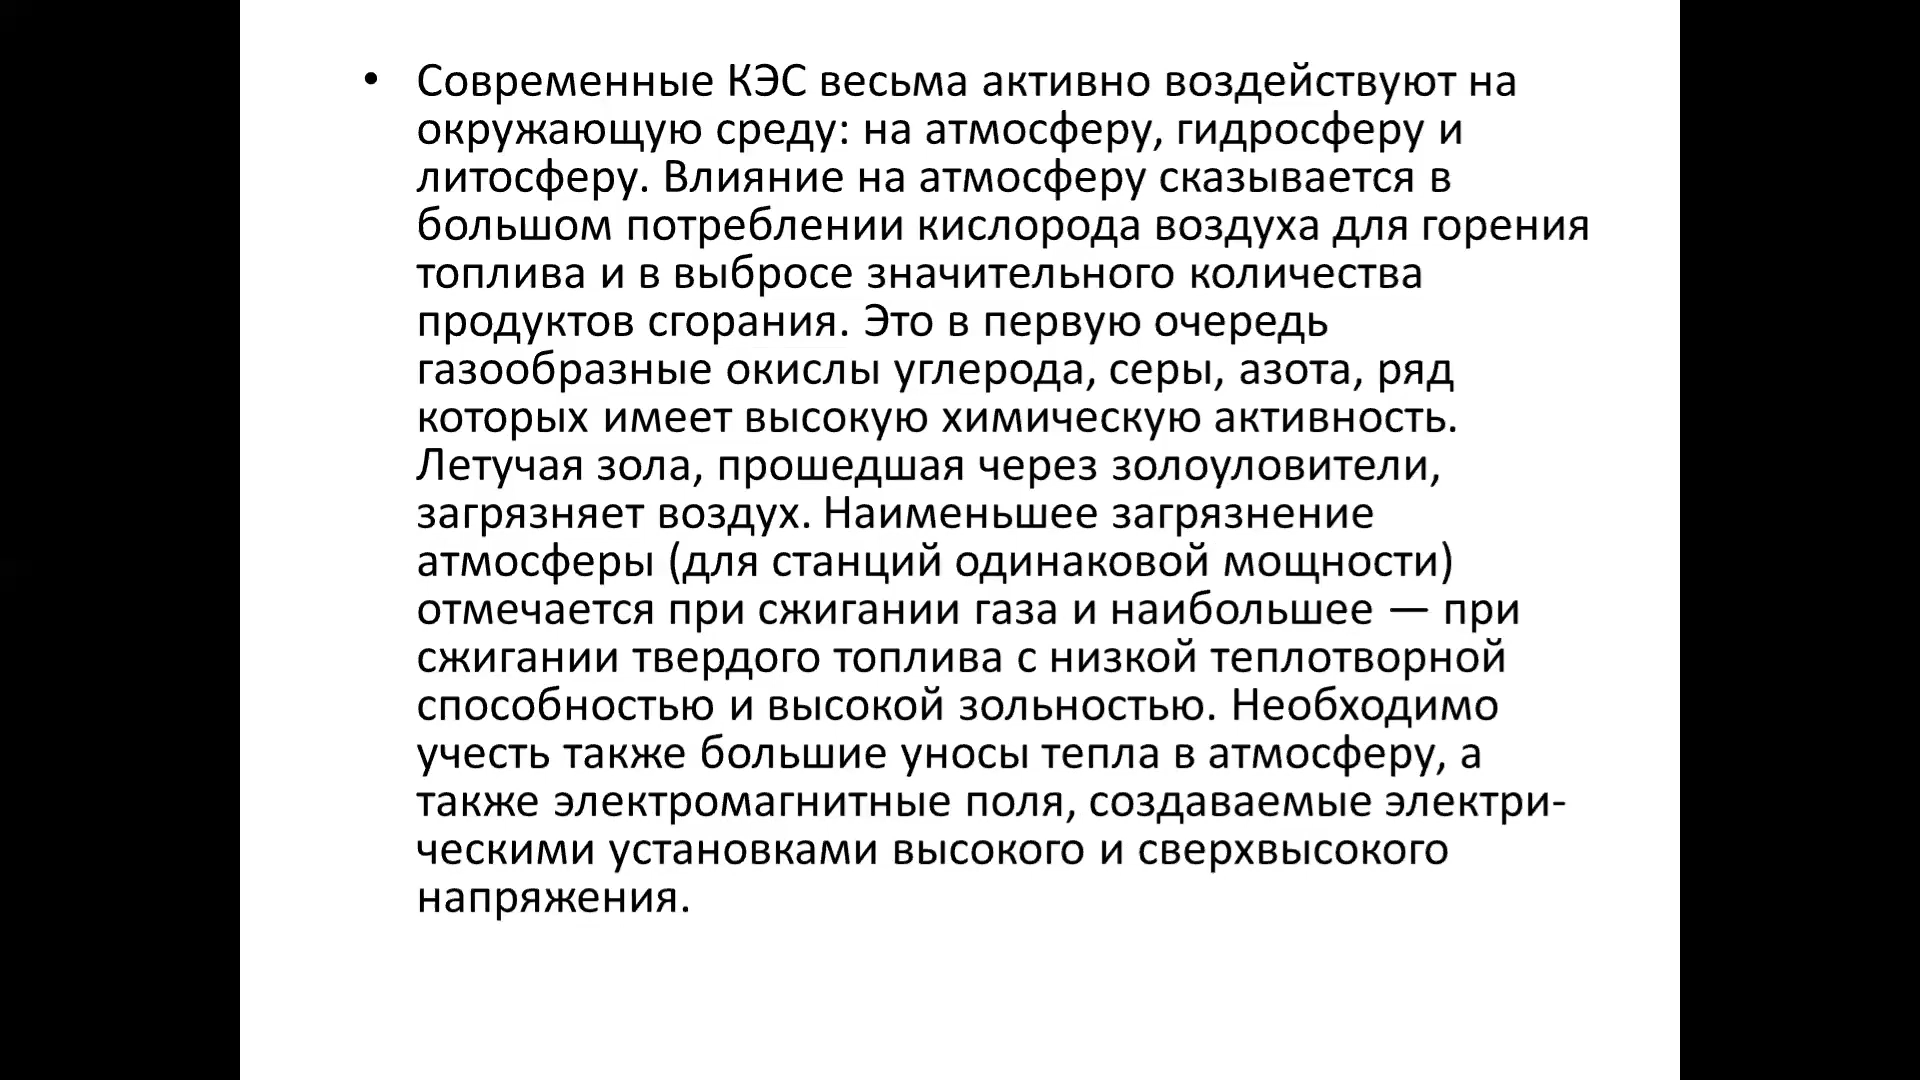 • Современные КЭС весьма активно воздействуют на
окружающую среду: на атмосферу, гидросферу и
литосферу. Влияние на атмосферу сказывается в
большом потреблении кислорода воздуха для горения
топлива и в выбросе значительного количества
продуктов сгорания. Это в первую очередь
газообразные окислы углерода, серы, азота, ряд
которых имеет высокую химическую активность.
Летучая зола, прошедшая через золоуловители,
загрязняет воздух. Наименьшее загрязнение
атмосферы (для станций одинаковой мощности)
отмечается при сжигании газа и наибольшее — при
сжигании твердого топлива с низкой теплотворной
способностью и высокой зольностью. Необходимо
учесть также большие уносы тепла в атмосферу, а
также электромагнитные поля, создаваемые электри-
ческими установками высокого и сверхвысокого
напряжения.